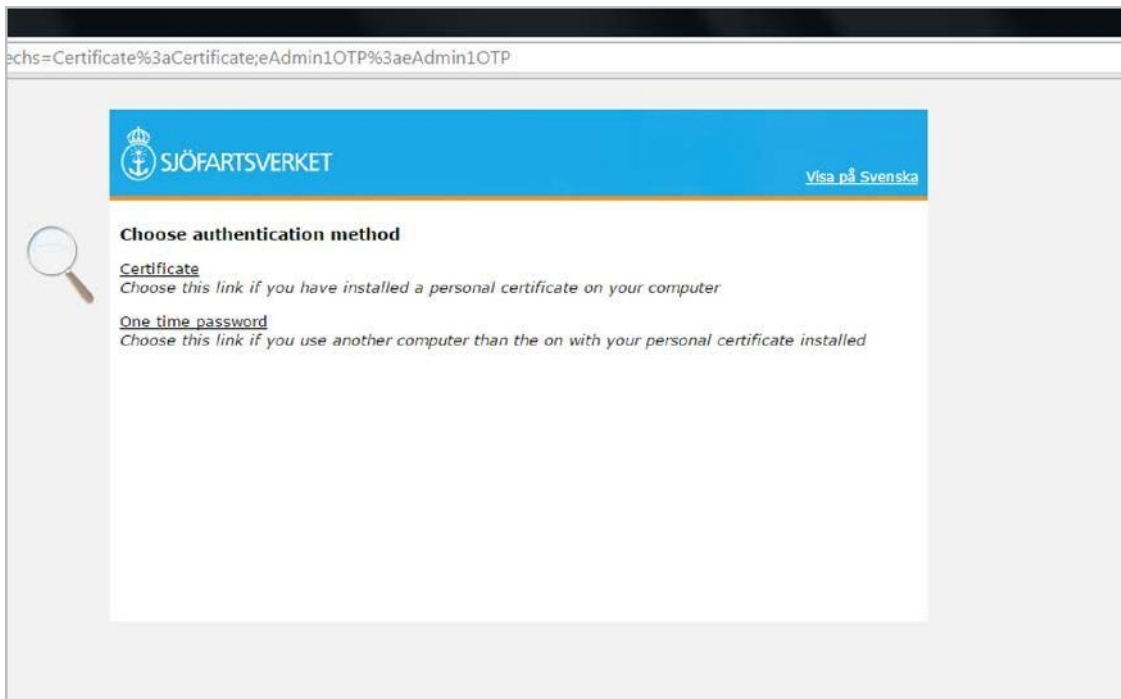 echs=Certificate%3aCertificate;eAdmin1OTP%3aeAdmin1OTP
SJÖFARTSVERKET
Visa på Svenska
Choose authentication method
Certificate
Choose this link if you have installed a personal certificate on your computer
One time password
Choose this link if you use another computer than the on with your personal certificate installed